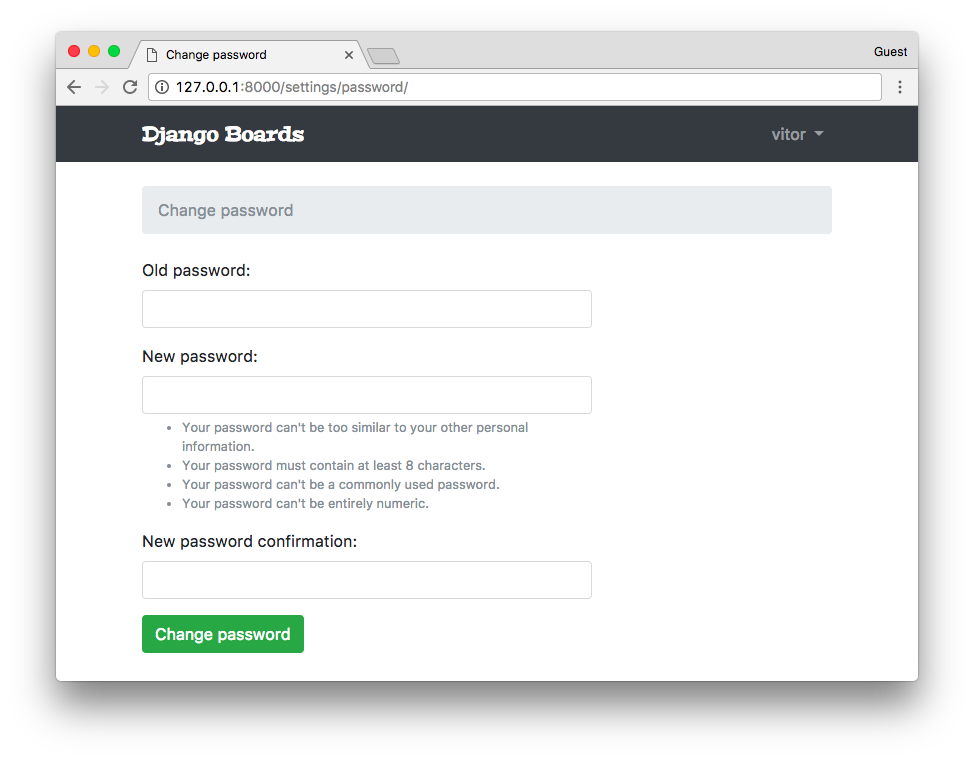 Change password
Guest
127.0.0.1:8000/settings/password/
Django Boards
vitor
Change password
Old password:
New password:
Your password can't be too similar to your other personal
information.
Your password must contain at least 8 characters.
Your password can't be a commonly used password.
Your password can't be entirely numeric.
New password confirmation:
Change password